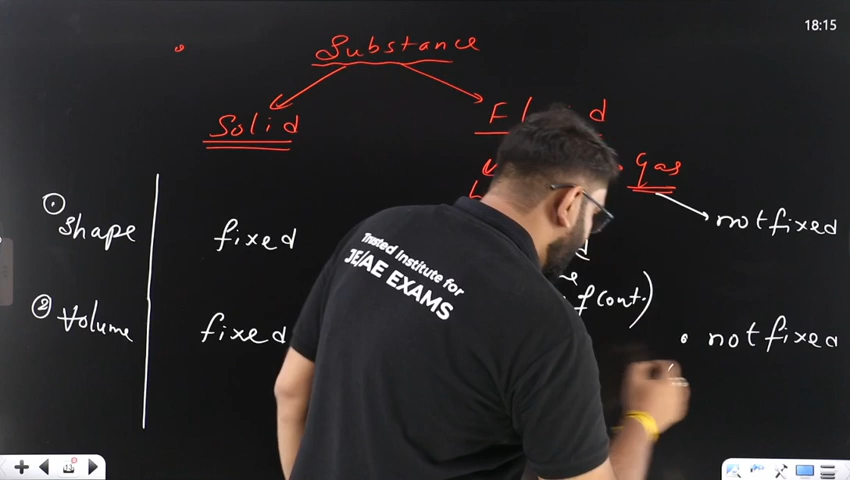 18:15
Substance
Solid
Gas
① Shape
fixed
not fixed
② Volume
fixed
f cont.)
not fixed
Trusted Institute for
JE/AE EXAMS